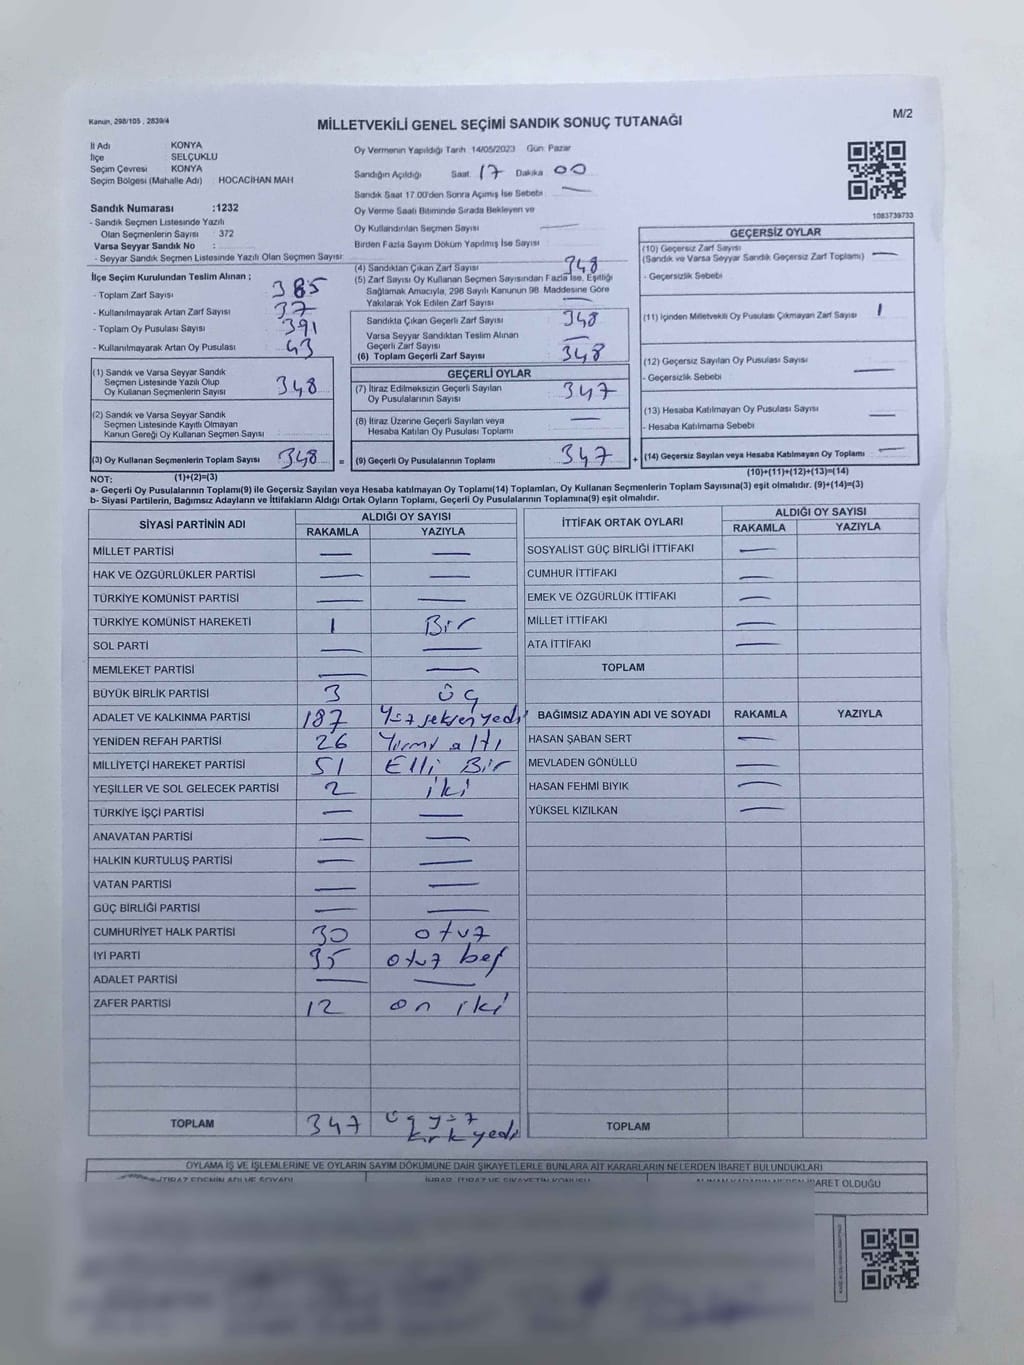 Kanun, 298/105 , 2839/4
M/2
MİLLETVEKİLİ GENEL SEÇİMİ SANDIK SONUÇ TUTANAĞI
İl Adı KONYA
İlçe SELÇUKLU
Seçim Çevresi KONYA
Seçim Bölgesi (Mahalle Adı) HOCACİHAN MAH
Sandık Numarası :1232
- Sandık Seçmen Listesinde Yazılı
Olan Seçmenlerin Sayısı : 372
Varsa Seyyar Sandık No :
- Seyyar Sandık Seçmen Listesinde Yazılı Olan Seçmen Sayısı:
Oy Vermenin Yapıldığı Tarih 14/05/2023 Gün: Pazar
Sandığın Açıldığı Saat 17 Dakika 00
Sandık Saat 17.00'den Sonra Açımış İse Sebebi —
Oy Verme Saati Bitiminde Sırada Bekleyen ve
Oy Kullandırılan Seçmen Sayısı
Birden Fazla Sayım Döküm Yapılmış İse Sayısı —
1083739733
İlçe Seçim Kurulundan Teslim Alınan ;
- Toplam Zarf Sayısı 385
- Kullanılmayarak Artan Zarf Sayısı 37
- Toplam Oy Pusulası Sayısı 391
- Kullanılmayarak Artan Oy Pusulası 43
(1) Sandık ve Varsa Seyyar Sandık
Seçmen Listesinde Yazılı Olup
Oy Kullanan Seçmenlerin Sayısı 348
(2) Sandık ve Varsa Seyyar Sandık
Seçmen Listesinde Kayıtlı Olmayan
Kanun Gereği Oy Kullanan Seçmen Sayısı
(3) Oy Kullanan Seçmenlerin Toplam Sayısı 348 =
(4) Sandıktan Çıkan Zarf Sayısı 348
(5) Zarf Sayısı Oy Kullanan Seçmen Sayısından Fazla İse, Eşitliği
Sağlamak Amacıyla, 298 Sayılı Kanunun 98. Maddesine Göre
Yakılarak Yok Edilen Zarf Sayısı —
Sandıkta Çıkan Geçerli Zarf Sayısı 348
Varsa Seyyar Sandıktan Teslim Alınan
Geçerli Zarf Sayısı —
(6) Toplam Geçerli Zarf Sayısı 348
GEÇERLİ OYLAR
(7) İtiraz Edilmeksizin Geçerli Sayılan
Oy Pusulalarının Sayısı 347
(8) İtiraz Üzerine Geçerli Sayılan veya
Hesaba Katılan Oy Pusulası Toplamı —
(9) Geçerli Oy Pusulalarının Toplamı 347 +
GEÇERSİZ OYLAR
(10) Geçersiz Zarf Sayısı
(Sandık ve Varsa Seyyar Sandık Geçersiz Zarf Toplamı) —
- Geçersizlik Sebebi
(11) İçinden Milletvekili Oy Pusulası Çıkmayan Zarf Sayısı 1
(12) Geçersiz Sayılan Oy Pusulası Sayısı —
- Geçersizlik Sebebi
(13) Hesaba Katılmayan Oy Pusulası Sayısı —
- Hesaba Katılmama Sebebi
(14) Geçersiz Sayılan veya Hesaba Katılmayan Oy Toplamı —
NOT: (1)+(2)=(3) (10)+(11)+(12)+(13)=(14)
a- Geçerli Oy Pusulalarının Toplamı(9) ile Geçersiz Sayılan veya Hesaba katılmayan Oy Toplamı(14) Toplamları, Oy Kullanan Seçmenlerin Toplam Sayısına(3) eşit olmalıdır. (9)+(14)=(3)
b- Siyasi Partilerin, Bağımsız Adayların ve İttifakların Aldığı Ortak Oyların Toplamı, Geçerli Oy Pusulalarının Toplamına(9) eşit olmalıdır.
SİYASİ PARTİNİN ADI ALDIĞI OY SAYISI
RAKAMLA YAZIYLA
MİLLET PARTİSİ — —
HAK VE ÖZGÜRLÜKLER PARTİSİ — —
TÜRKİYE KOMÜNİST PARTİSİ — —
TÜRKİYE KOMÜNİST HAREKETİ 1 Bir
SOL PARTİ — —
MEMLEKET PARTİSİ — —
BÜYÜK BİRLİK PARTİSİ 3 üç
ADALET VE KALKINMA PARTİSİ 187 Yüzseksenyedi
YENİDEN REFAH PARTİSİ 26 Yirmi altı
MİLLİYETÇİ HAREKET PARTİSİ 51 Elli Bir
YEŞİLLER VE SOL GELECEK PARTİSİ 2 iki
TÜRKİYE İŞÇİ PARTİSİ — —
ANAVATAN PARTİSİ — —
HALKIN KURTULUŞ PARTİSİ — —
VATAN PARTİSİ — —
GÜÇ BİRLİĞİ PARTİSİ — —
CUMHURİYET HALK PARTİSİ 30 otuz
İYİ PARTİ 35 otuz beş
ADALET PARTİSİ — —
ZAFER PARTİSİ 12 on iki
TOPLAM 347 üçyüz kırkyedi
İTTİFAK ORTAK OYLARI ALDIĞI OY SAYISI
RAKAMLA YAZIYLA
SOSYALİST GÜÇ BİRLİĞİ İTTİFAKI —
CUMHUR İTTİFAKI —
EMEK VE ÖZGÜRLÜK İTTİFAKI —
MİLLET İTTİFAKI —
ATA İTTİFAKI —
TOPLAM
BAĞIMSIZ ADAYIN ADI VE SOYADI RAKAMLA YAZIYLA
HASAN ŞABAN SERT —
MEVLADEN GÖNÜLLÜ —
HASAN FEHMİ BIYIK —
YÜKSEL KIZILKAN —
TOPLAM
OYLAMA İŞ VE İŞLEMLERİNE VE OYLARIN SAYIM DÖKÜMÜNE DAİR ŞİKAYETLERLE BUNLARA AİT KARARLARIN NELERDEN İBARET BULUNDUKLARI
İTİRAZ EDENİN ADI VE SOYADI
İBARET OLDUĞU